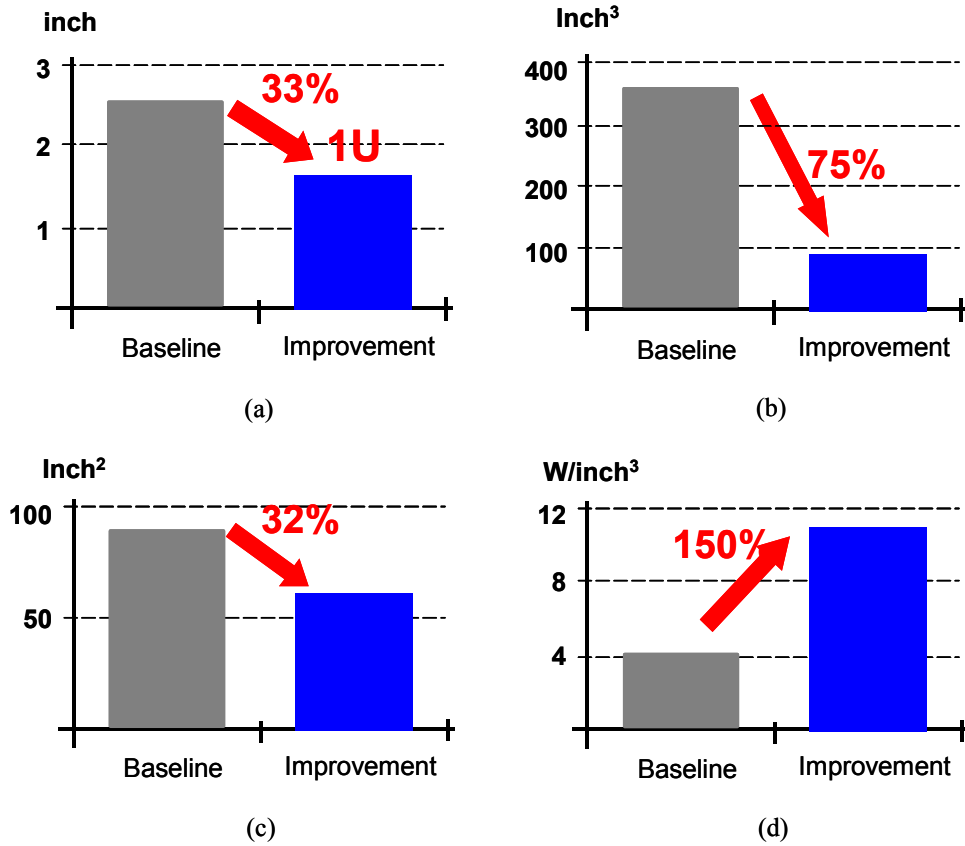 inch
3
2
1
33%
1U
Baseline
Improvement
(a)
Inch³
400
300
200
100
75%
Baseline
Improvement
(b)
Inch²
100
50
32%
Baseline
Improvement
(c)
W/inch³
12
8
4
150%
Baseline
Improvement
(d)